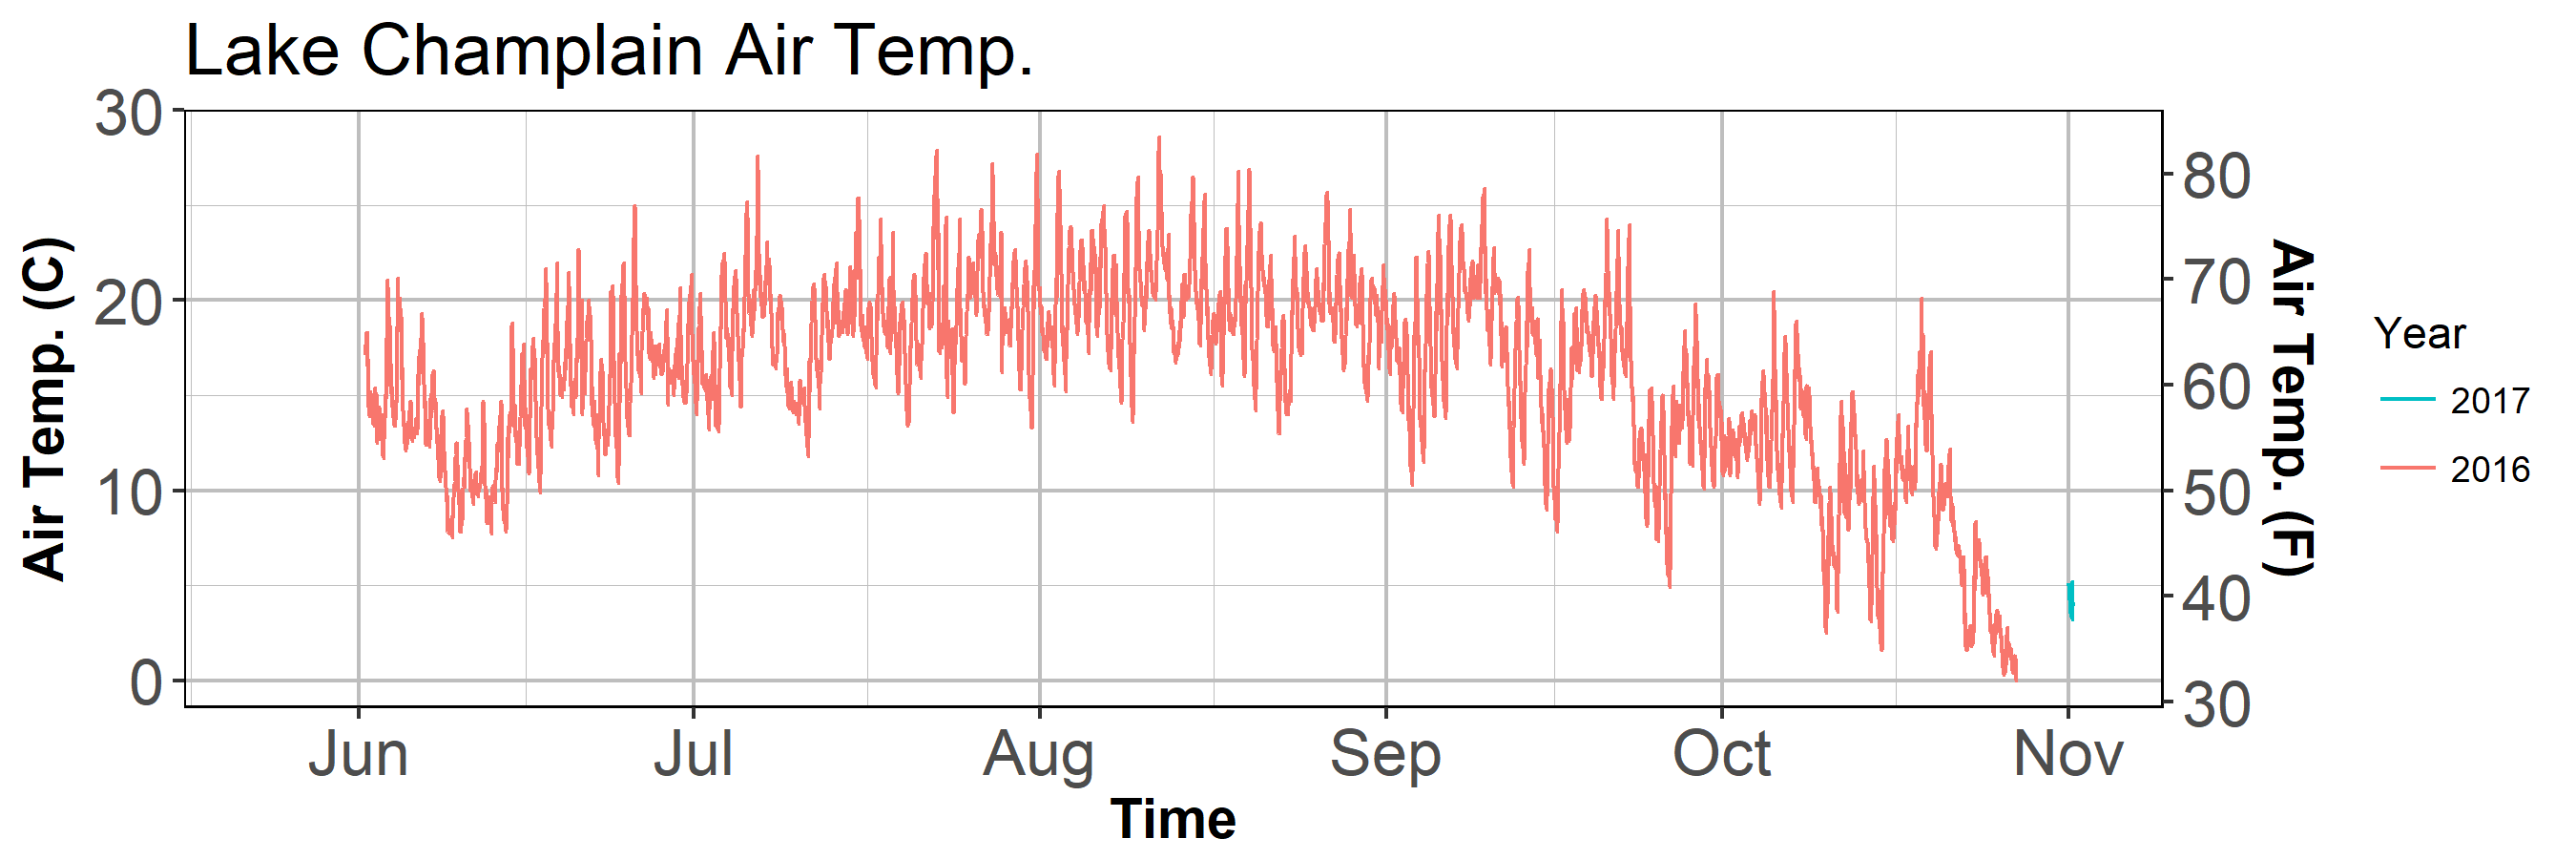 Lake Champlain Air Temp.
30
20
10
0
Air Temp. (C)
80
70
60
50
40
30
Air Temp. (F)
Jun Jul Aug Sep Oct Nov
Time
Year
2017
2016